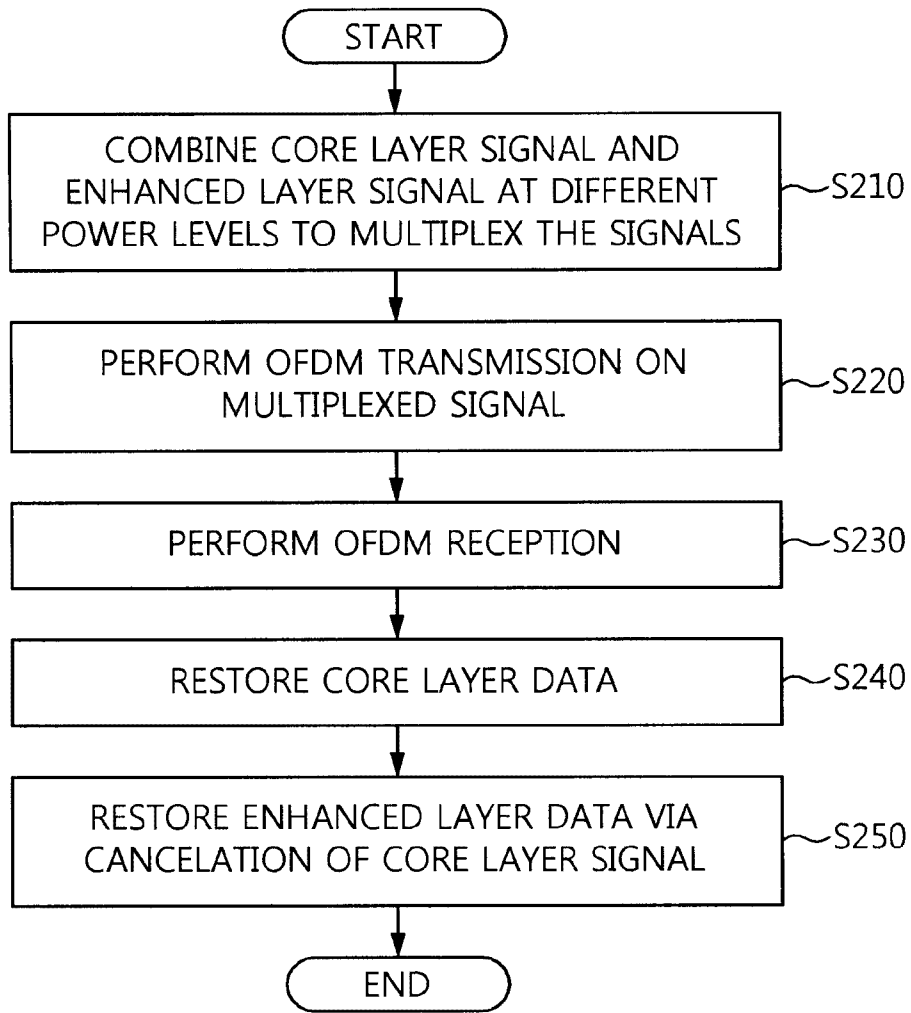 START
COMBINE CORE LAYER SIGNAL AND
ENHANCED LAYER SIGNAL AT DIFFERENT
POWER LEVELS TO MULTIPLEX THE SIGNALS
S210
PERFORM OFDM TRANSMISSION ON
MULTIPLEXED SIGNAL
S220
PERFORM OFDM RECEPTION
S230
RESTORE CORE LAYER DATA
S240
RESTORE ENHANCED LAYER DATA VIA
CANCELATION OF CORE LAYER SIGNAL
S250
END